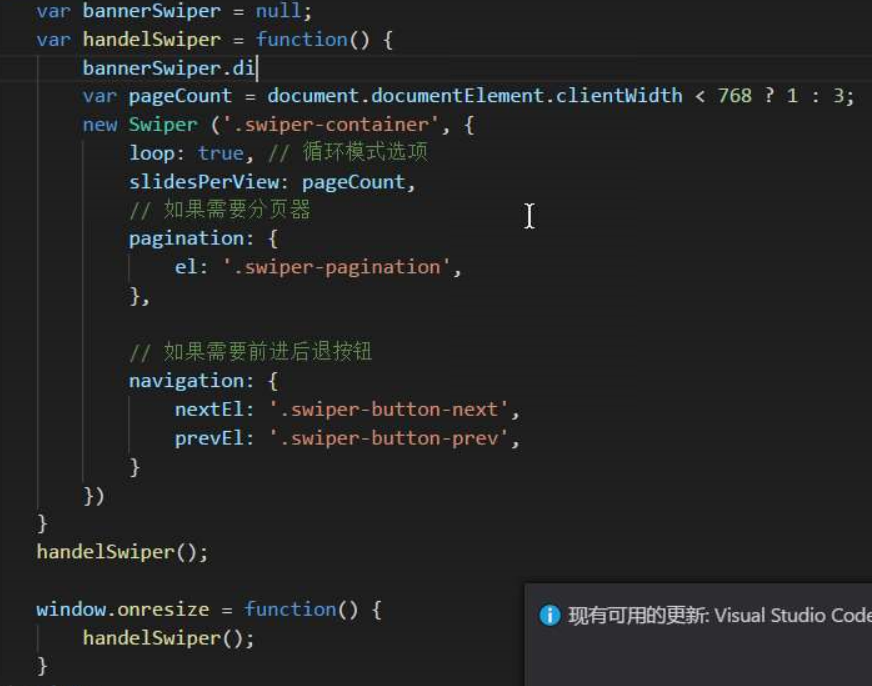 var bannerSwiper = null;
var handelSwiper = function() {
    bannerSwiper.di
    var pageCount = document.documentElement.clientWidth < 768 ? 1 : 3;
    new Swiper ('.swiper-container', {
        loop: true, // 循环模式选项
        slidesPerView: pageCount,
        // 如果需要分页器
        pagination: {
            el: '.swiper-pagination',
        },

        // 如果需要前进后退按钮
        navigation: {
            nextEl: '.swiper-button-next',
            prevEl: '.swiper-button-prev',
        }
    })
}
handelSwiper();

window.onresize = function() {
现有可用的更新: Visual Studio Code
    handelSwiper();
}